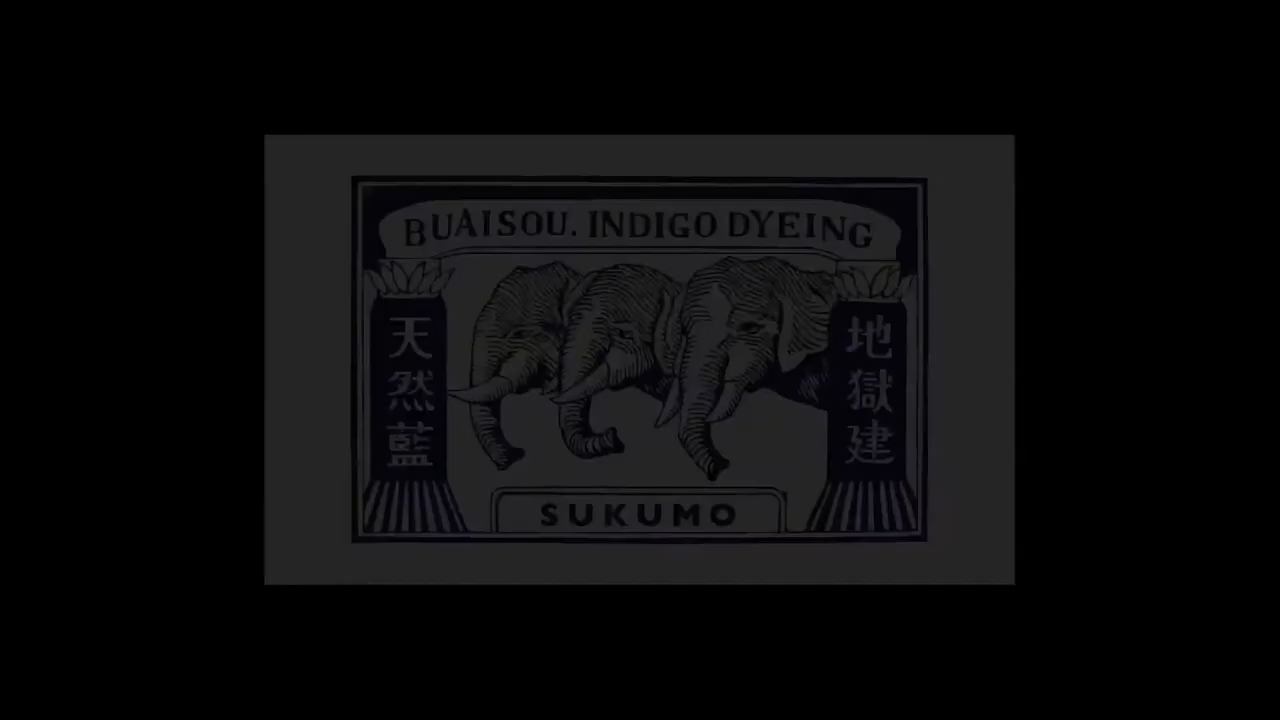 BUAISOU. INDIGO DYEING
天然藍
地獄建
SUKUMO